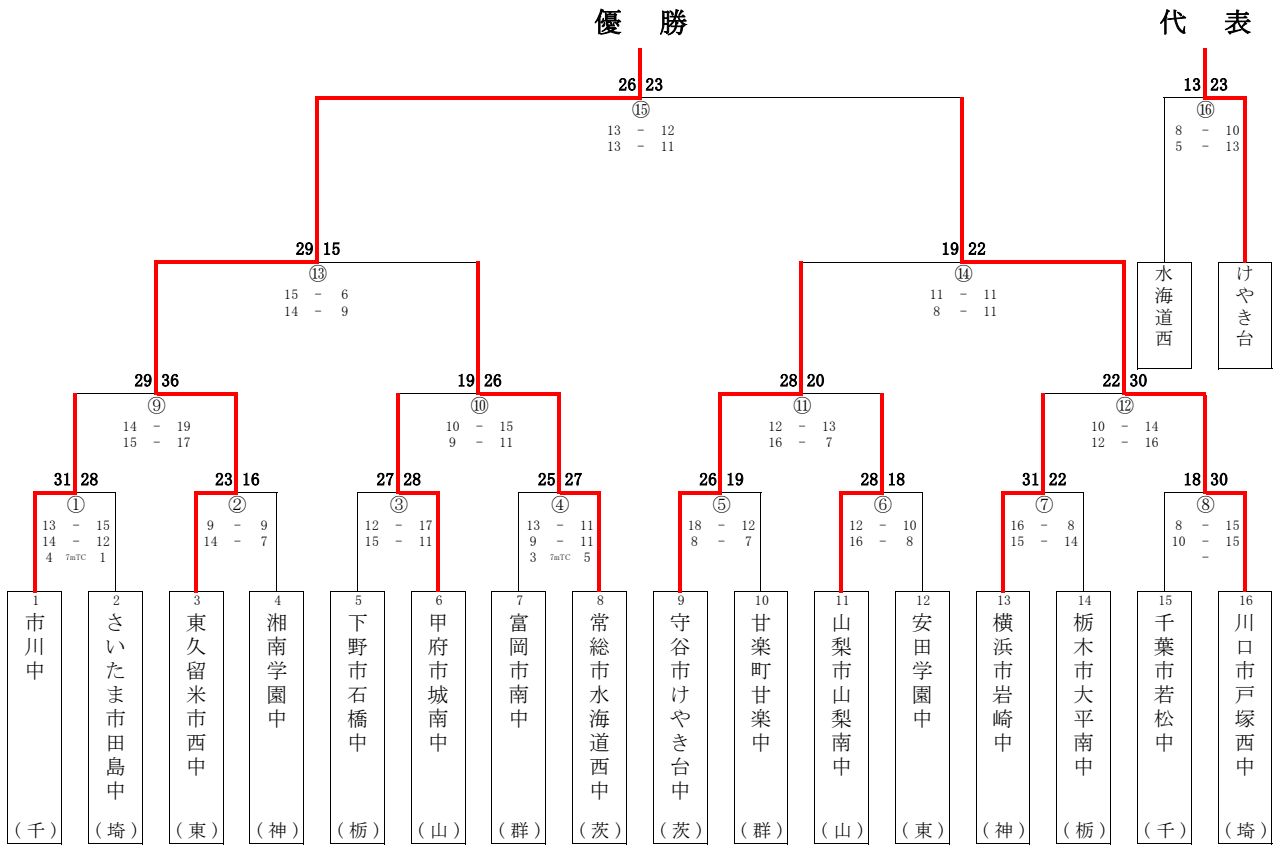 優 勝
代 表
26 23
⑮
13 - 12
13 - 11
13 23
⑯
8 - 10
5 - 13
水海道西
けやき台
29 15
⑬
15 - 6
14 - 9
19 22
⑭
11 - 11
8 - 11
29 36
⑨
14 - 19
15 - 17
19 26
⑩
10 - 15
9 - 11
28 20
⑪
12 - 13
16 - 7
22 30
⑫
10 - 14
12 - 16
31 28
①
13 - 15
14 - 12
4 7mTC 1
23 16
②
9 - 9
14 - 7
27 28
③
12 - 17
15 - 11
25 27
④
13 - 11
9 - 11
3 7mTC 5
26 19
⑤
18 - 12
8 - 7
28 18
⑥
12 - 10
16 - 8
31 22
⑦
16 - 8
15 - 14
18 30
⑧
8 - 15
10 - 15
-
1
市川中
(千)
2
さいたま市田島中
(埼)
3
東久留米市西中
(東)
4
湘南学園中
(神)
5
下野市石橋中
(栃)
6
甲府市城南中
(山)
7
富岡市南中
(群)
8
常総市水海道西中
(茨)
9
守谷市けやき台中
(茨)
10
甘楽町甘楽中
(群)
11
山梨市山梨南中
(山)
12
安田学園中
(東)
13
横浜市岩崎中
(神)
14
栃木市大平南中
(栃)
15
千葉市若松中
(千)
16
川口市戸塚西中
(埼)